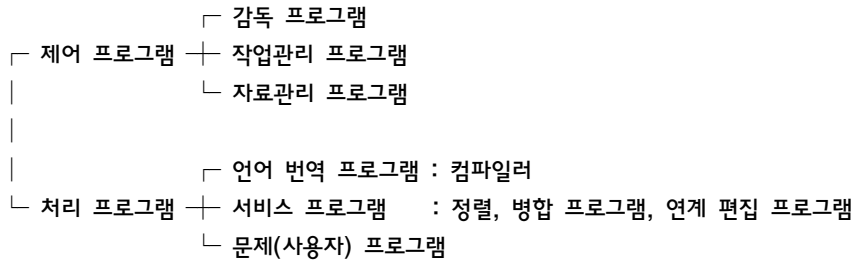 감독 프로그램
제어 프로그램 작업관리 프로그램
자료관리 프로그램
언어 번역 프로그램 : 컴파일러
처리 프로그램 서비스 프로그램 : 정렬, 병합 프로그램, 연계 편집 프로그램
문제(사용자) 프로그램